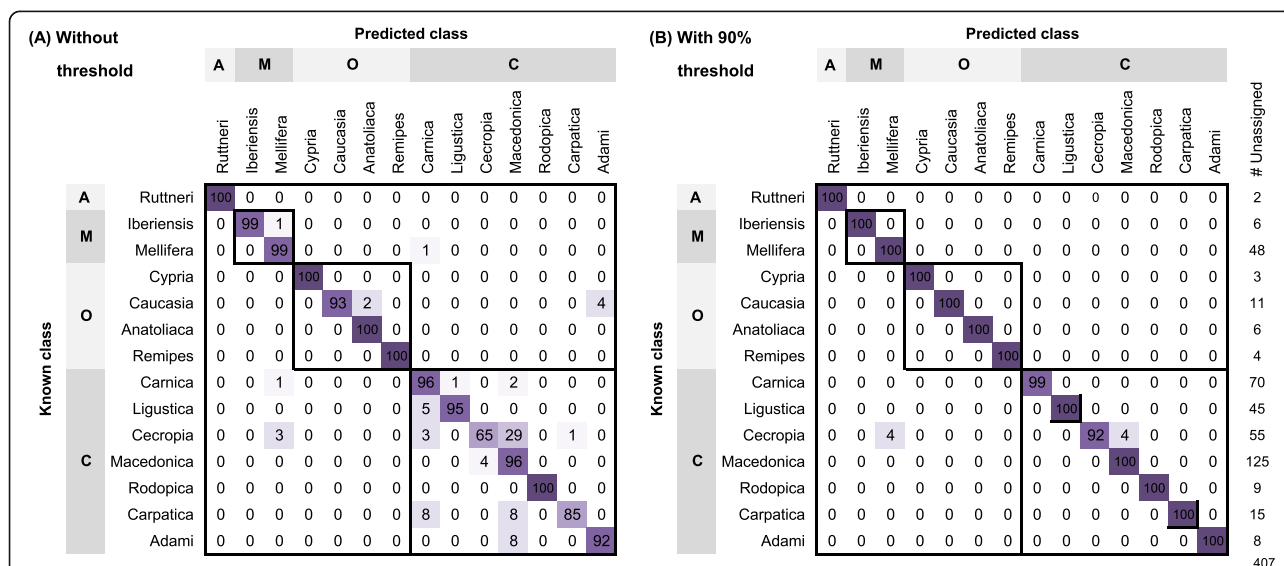 (A) Without threshold
Predicted class
A M O C
Ruttneri Iberiensis Mellifera Cypria Caucasia Anatoliaca Remipes Carnica Ligustica Cecropia Macedonica Rodopica Carpatica Adami
Known class
A Ruttneri 100 0 0 0 0 0 0 0 0 0 0 0 0 0
M Iberiensis 0 99 1 0 0 0 0 0 0 0 0 0 0 0
Mellifera 0 0 99 0 0 0 0 1 0 0 0 0 0 0
O Cypria 0 0 0 100 0 0 0 0 0 0 0 0 0 0
Caucasia 0 0 0 0 93 2 0 0 0 0 0 0 0 4
Anatoliaca 0 0 0 0 0 100 0 0 0 0 0 0 0 0
Remipes 0 0 0 0 0 0 100 0 0 0 0 0 0 0
C Carnica 0 0 1 0 0 0 0 96 1 0 2 0 0 0
Ligustica 0 0 0 0 0 0 0 5 95 0 0 0 0 0
Cecropia 0 0 3 0 0 0 0 3 0 65 29 0 1 0
Macedonica 0 0 0 0 0 0 0 0 0 4 96 0 0 0
Rodopica 0 0 0 0 0 0 0 0 0 0 0 100 0 0
Carpatica 0 0 0 0 0 0 0 8 0 0 8 0 85 0
Adami 0 0 0 0 0 0 0 0 0 0 8 0 0 92
(B) With 90% threshold
Predicted class
A M O C
Ruttneri Iberiensis Mellifera Cypria Caucasia Anatoliaca Remipes Carnica Ligustica Cecropia Macedonica Rodopica Carpatica Adami # Unassigned
Known class
A Ruttneri 100 0 0 0 0 0 0 0 0 0 0 0 0 0 2
M Iberiensis 0 100 0 0 0 0 0 0 0 0 0 0 0 0 6
Mellifera 0 0 100 0 0 0 0 0 0 0 0 0 0 0 48
O Cypria 0 0 0 100 0 0 0 0 0 0 0 0 0 0 3
Caucasia 0 0 0 0 100 0 0 0 0 0 0 0 0 0 11
Anatoliaca 0 0 0 0 0 100 0 0 0 0 0 0 0 0 6
Remipes 0 0 0 0 0 0 100 0 0 0 0 0 0 0 4
C Carnica 0 0 0 0 0 0 0 99 0 0 0 0 0 0 70
Ligustica 0 0 0 0 0 0 0 0 100 0 0 0 0 0 45
Cecropia 0 0 4 0 0 0 0 0 0 92 4 0 0 0 55
Macedonica 0 0 0 0 0 0 0 0 0 0 100 0 0 0 125
Rodopica 0 0 0 0 0 0 0 0 0 0 0 100 0 0 9
Carpatica 0 0 0 0 0 0 0 0 0 0 0 0 100 0 15
Adami 0 0 0 0 0 0 0 0 0 0 0 0 0 100 8
407